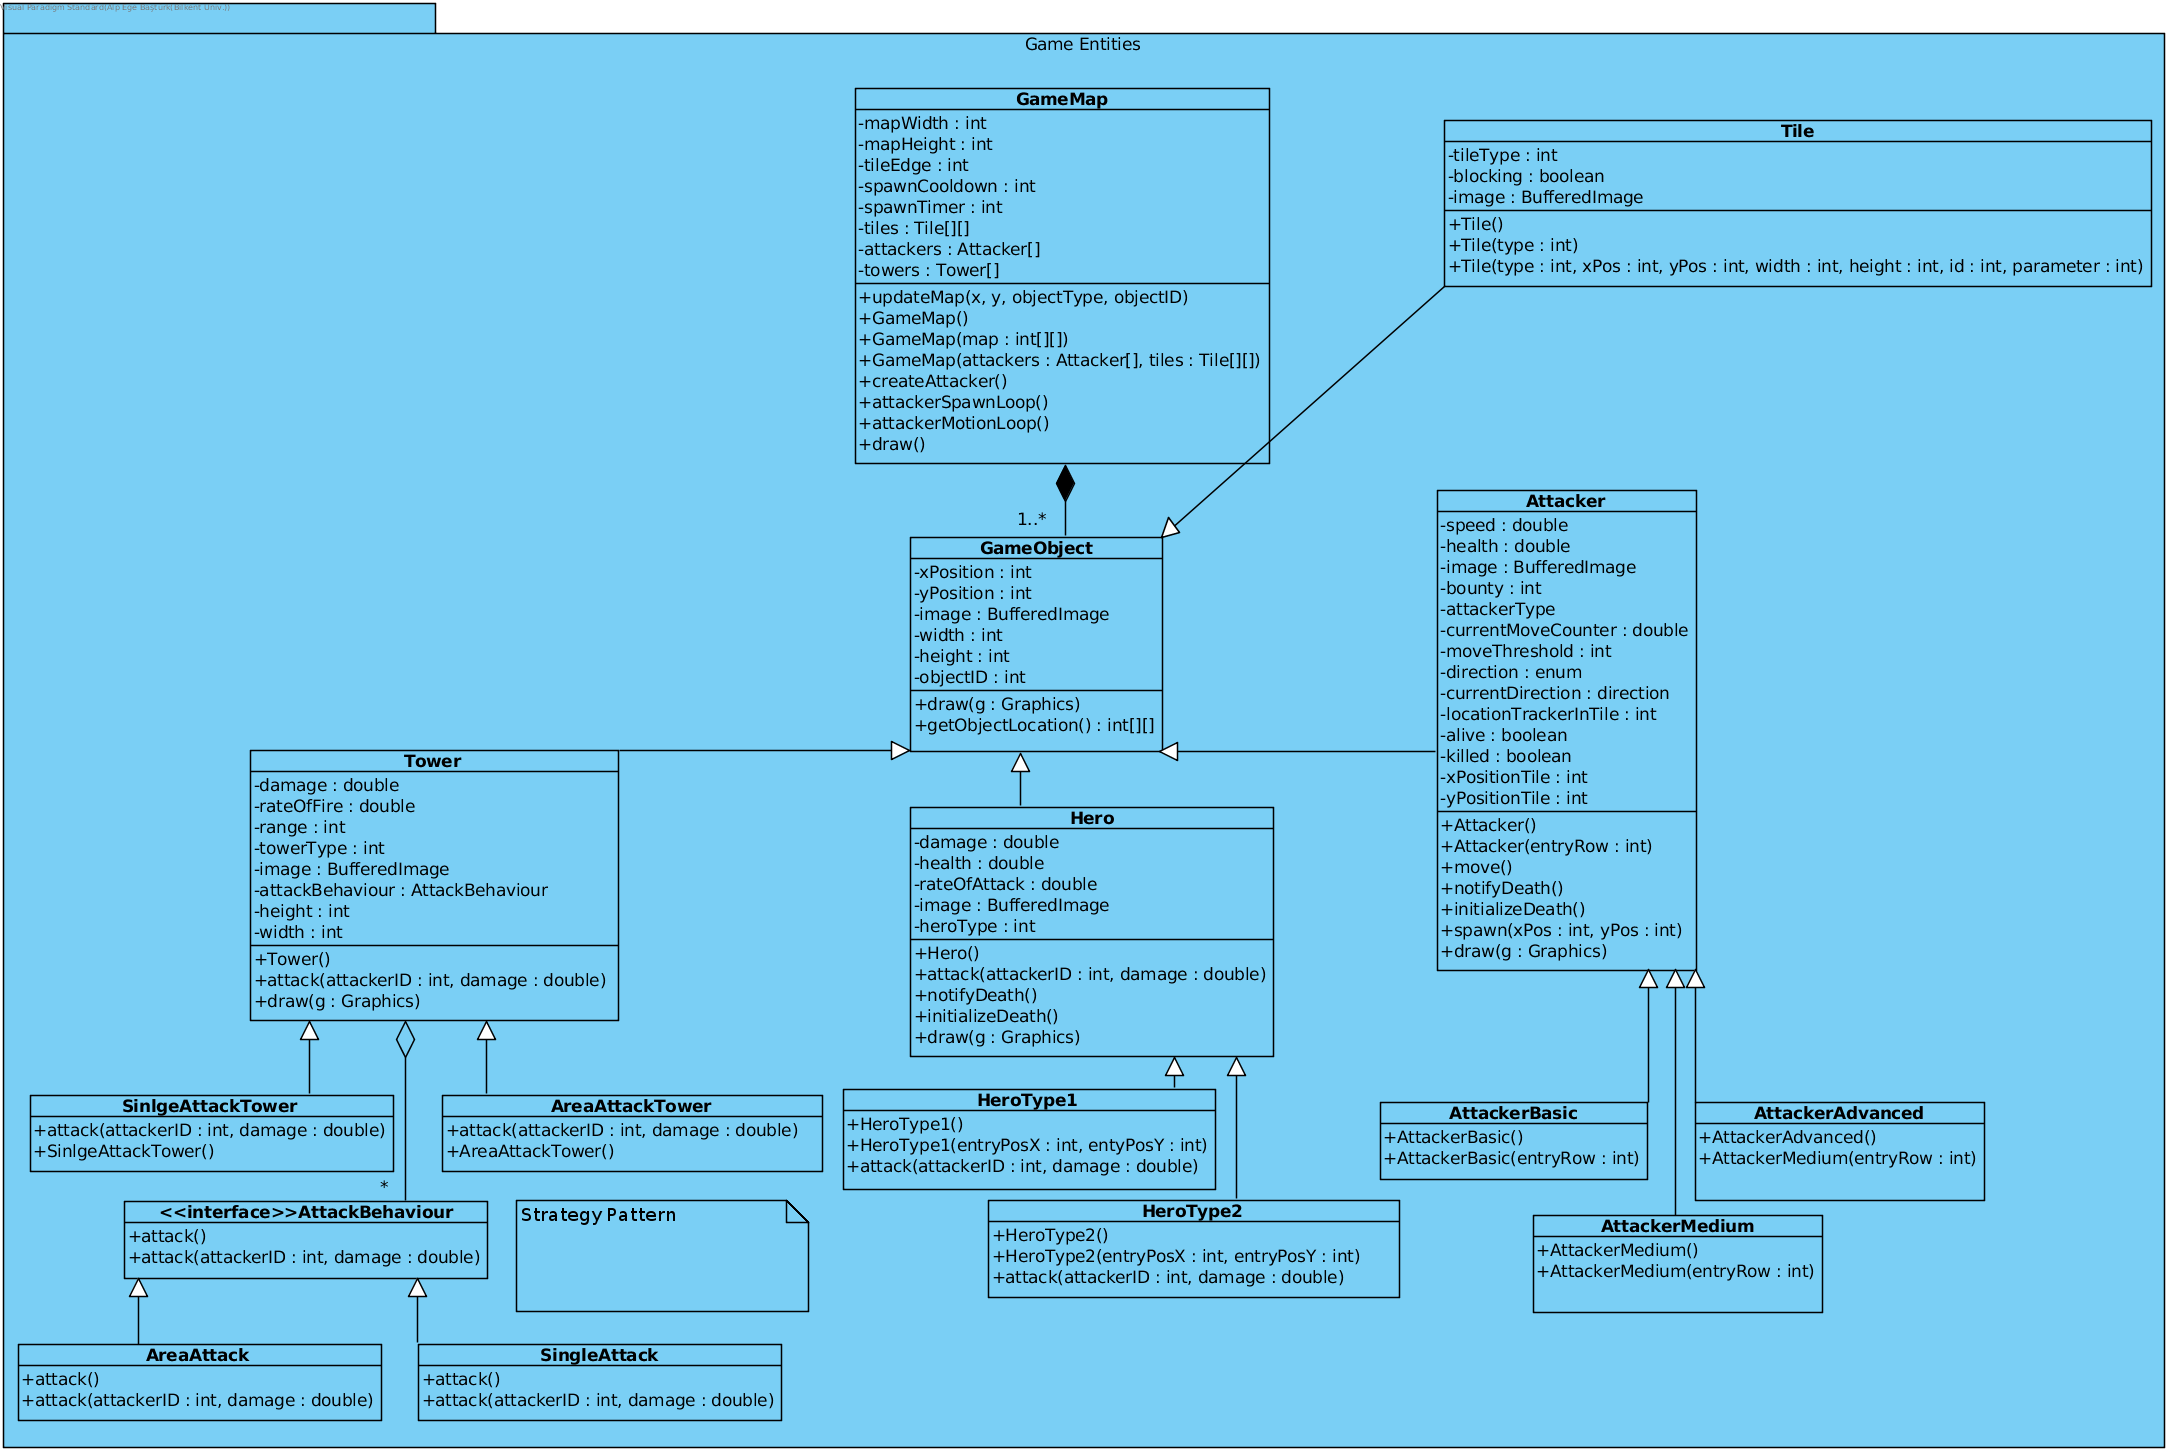 Visual Paradigm Standard(Alp Ege Baştürk(Bilkent Univ.))
Game Entities
GameMap
-mapWidth : int
-mapHeight : int
-tileEdge : int
-spawnCooldown : int
-spawnTimer : int
-tiles : Tile[][]
-attackers : Attacker[]
-towers : Tower[]
+updateMap(x, y, objectType, objectID)
+GameMap()
+GameMap(map : int[][])
+GameMap(attackers : Attacker[], tiles : Tile[][])
+createAttacker()
+attackerSpawnLoop()
+attackerMotionLoop()
+draw()
Tile
-tileType : int
-blocking : boolean
-image : BufferedImage
+Tile()
+Tile(type : int)
+Tile(type : int, xPos : int, yPos : int, width : int, height : int, id : int, parameter : int)
1..*
GameObject
-xPosition : int
-yPosition : int
-image : BufferedImage
-width : int
-height : int
-objectID : int
+draw(g : Graphics)
+getObjectLocation() : int[][]
Attacker
-speed : double
-health : double
-image : BufferedImage
-bounty : int
-attackerType
-currentMoveCounter : double
-moveThreshold : int
-direction : enum
-currentDirection : direction
-locationTrackerInTile : int
-alive : boolean
-killed : boolean
-xPositionTile : int
-yPositionTile : int
+Attacker()
+Attacker(entryRow : int)
+move()
+notifyDeath()
+initializeDeath()
+spawn(xPos : int, yPos : int)
+draw(g : Graphics)
Tower
-damage : double
-rateOfFire : double
-range : int
-towerType : int
-image : BufferedImage
-attackBehaviour : AttackBehaviour
-height : int
-width : int
+Tower()
+attack(attackerID : int, damage : double)
+draw(g : Graphics)
Hero
-damage : double
-health : double
-rateOfAttack : double
-image : BufferedImage
-heroType : int
+Hero()
+attack(attackerID : int, damage : double)
+notifyDeath()
+initializeDeath()
+draw(g : Graphics)
SinlgeAttackTower
+attack(attackerID : int, damage : double)
+SinlgeAttackTower()
AreaAttackTower
+attack(attackerID : int, damage : double)
+AreaAttackTower()
HeroType1
+HeroType1()
+HeroType1(entryPosX : int, entyPosY : int)
+attack(attackerID : int, damage : double)
AttackerBasic
+AttackerBasic()
+AttackerBasic(entryRow : int)
AttackerAdvanced
+AttackerAdvanced()
+AttackerMedium(entryRow : int)
*
<<interface>>AttackBehaviour
+attack()
+attack(attackerID : int, damage : double)
Strategy Pattern
HeroType2
+HeroType2()
+HeroType2(entryPosX : int, entryPosY : int)
+attack(attackerID : int, damage : double)
AttackerMedium
+AttackerMedium()
+AttackerMedium(entryRow : int)
AreaAttack
+attack()
+attack(attackerID : int, damage : double)
SingleAttack
+attack()
+attack(attackerID : int, damage : double)